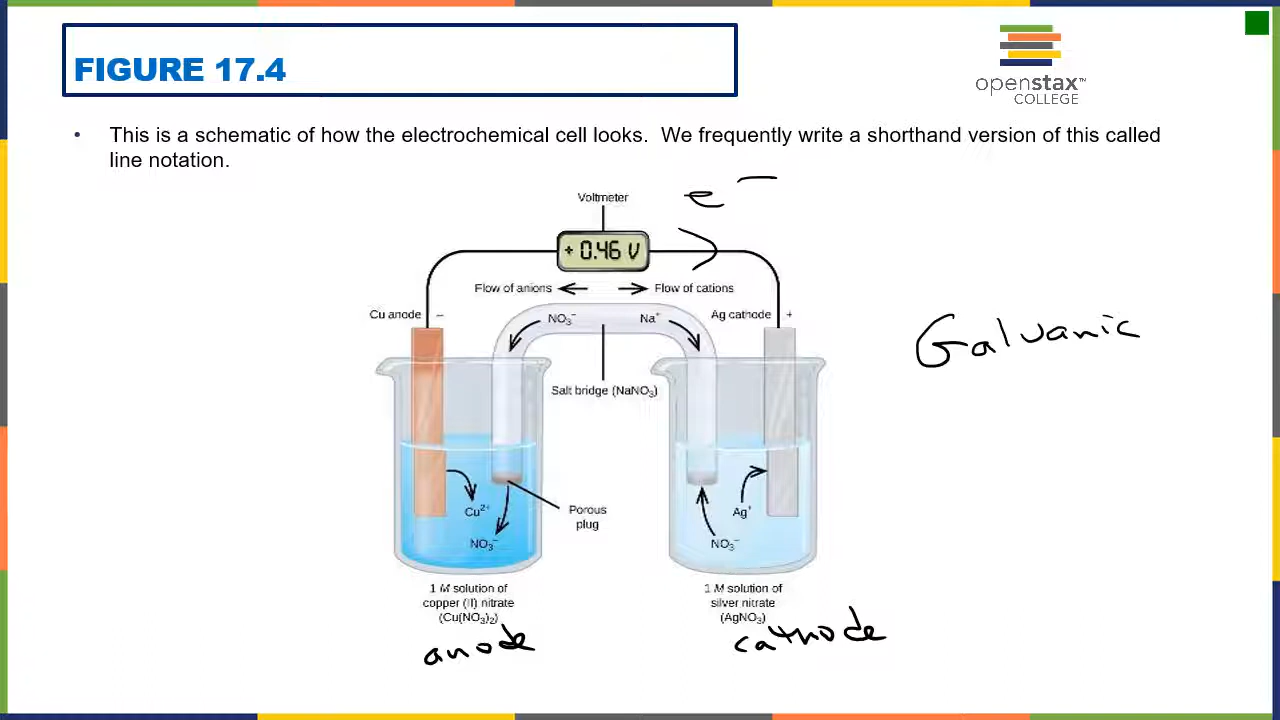 FIGURE 17.4
openstax™
COLLEGE
• This is a schematic of how the electrochemical cell looks. We frequently write a shorthand version of this called
line notation.
Voltmeter
e⁻
+ 0.46 V
Flow of anions
Flow of cations
Cu anode −
NO₃⁻
Na⁺
Ag cathode +
Galvanic
Salt bridge (NaNO₃)
Cu²⁺
Porous
plug
Ag⁺
NO₃⁻
NO₃⁻
1 M solution of
copper (II) nitrate
(Cu(NO₃)₂)
1 M solution of
silver nitrate
(AgNO₃)
anode
cathode